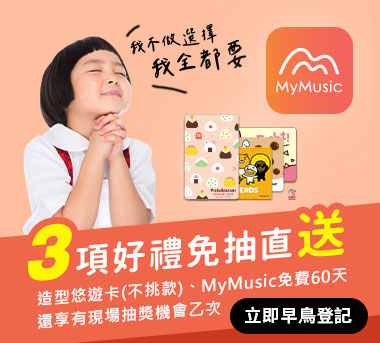 我不做選擇
我全都要
MyMusic
3項好禮免抽直送
造型悠遊卡(不挑款)、MyMusic免費60天
還享有現場抽獎機會乙次
立即早鳥登記